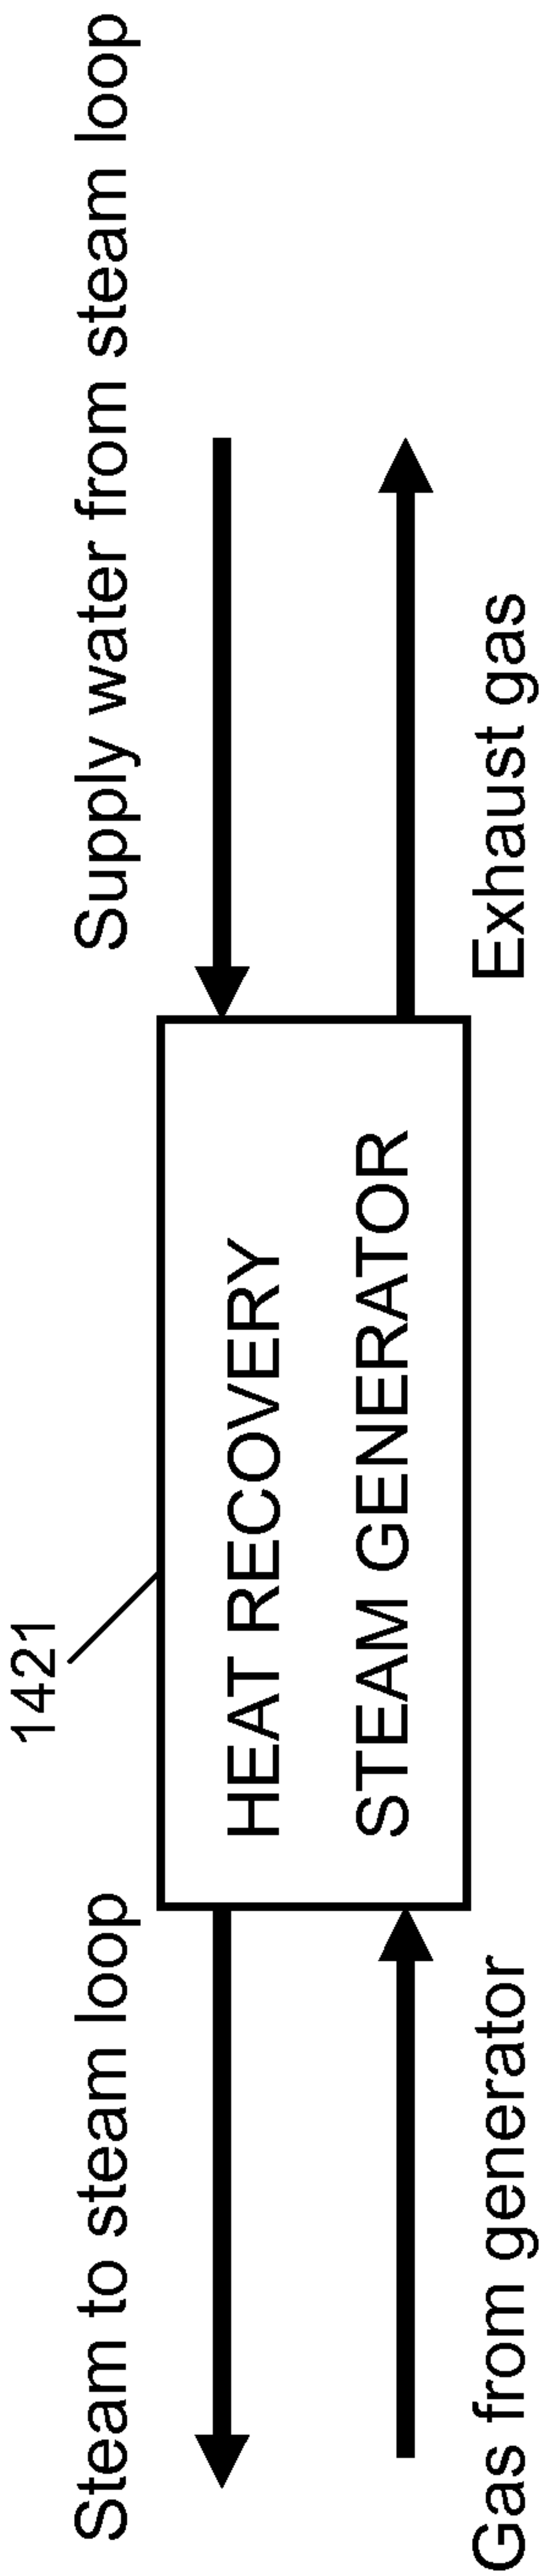 1421
Steam to steam loop
Supply water from steam loop
HEAT RECOVERY
STEAM GENERATOR
Gas from generator
Exhaust gas